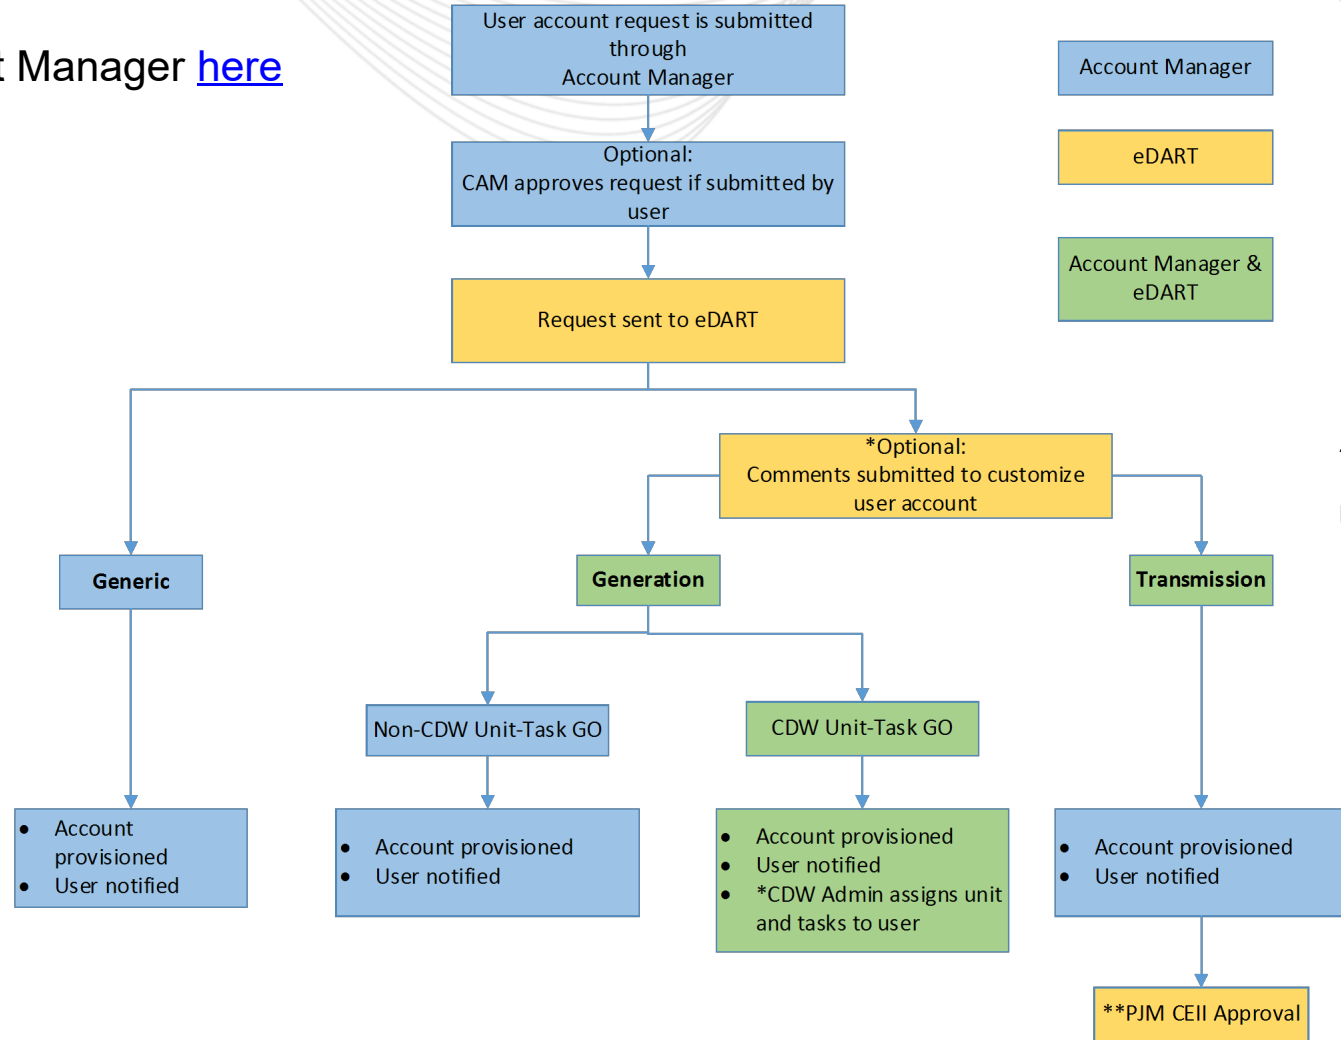 User account request is submitted
through
Account Manager
t Manager here
Account Manager
Optional:
CAM approves request if submitted by
user
eDART
Account Manager &
eDART
Request sent to eDART
*Optional:
Comments submitted to customize
user account
Generic
Generation
Transmission
Non-CDW Unit-Task GO
CDW Unit-Task GO
• Account
provisioned
• User notified
• Account provisioned
• User notified
• Account provisioned
• User notified
• *CDW Admin assigns unit
and tasks to user
• Account provisioned
• User notified
**PJM CEII Approval